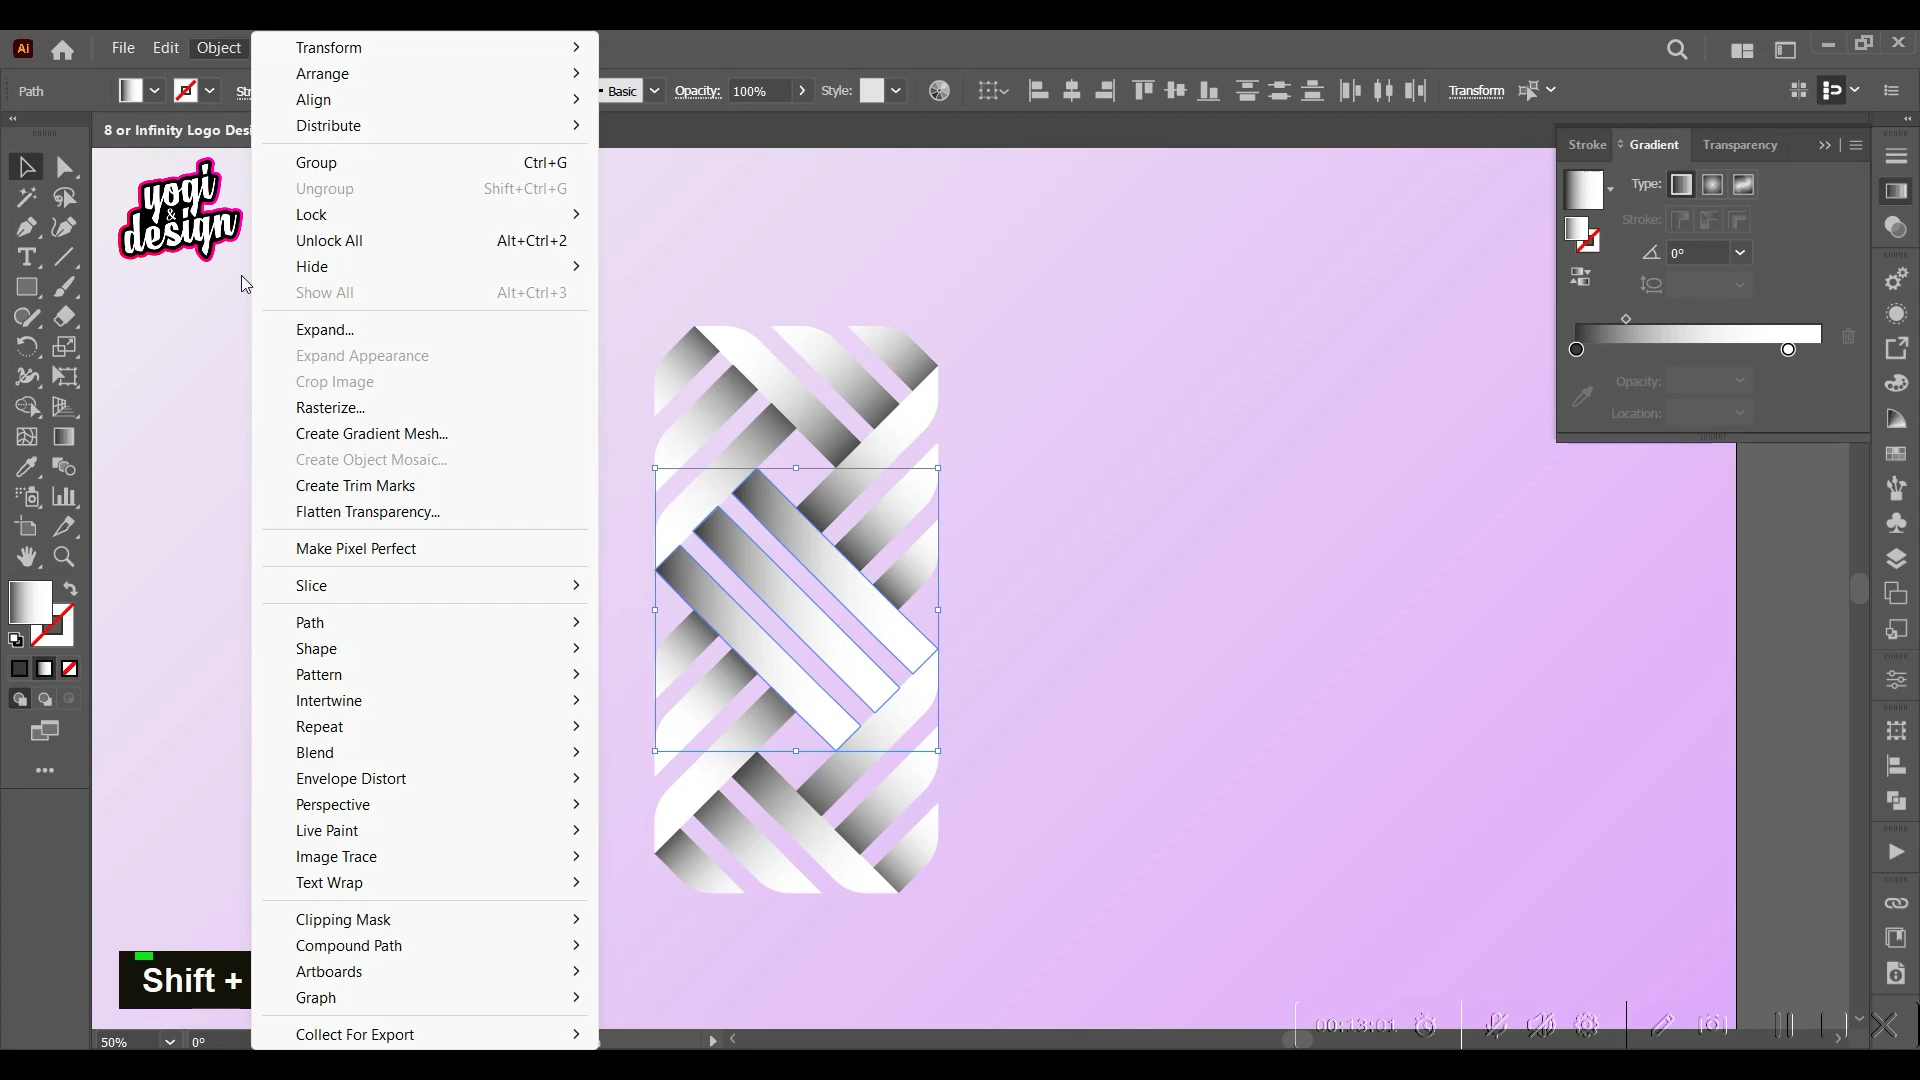 Ai
File Edit Object
Path
Str
Basic
Opacity:
100%
Style:
Transform
8 or Infinity Logo Desi
yogi
&
design
Transform
Arrange
Align
Distribute
Group Ctrl+G
Ungroup Shift+Ctrl+G
Lock
Unlock All Alt+Ctrl+2
Hide
Show All Alt+Ctrl+3
Expand...
Expand Appearance
Crop Image
Rasterize...
Create Gradient Mesh...
Create Object Mosaic...
Create Trim Marks
Flatten Transparency...
Make Pixel Perfect
Slice
Path
Shape
Pattern
Intertwine
Repeat
Blend
Envelope Distort
Perspective
Live Paint
Image Trace
Text Wrap
Clipping Mask
Compound Path
Artboards
Graph
Collect For Export
Stroke Gradient Transparency
Type:
Stroke:
0°
Opacity:
Location:
Shift +
50%
0°
00:13:01